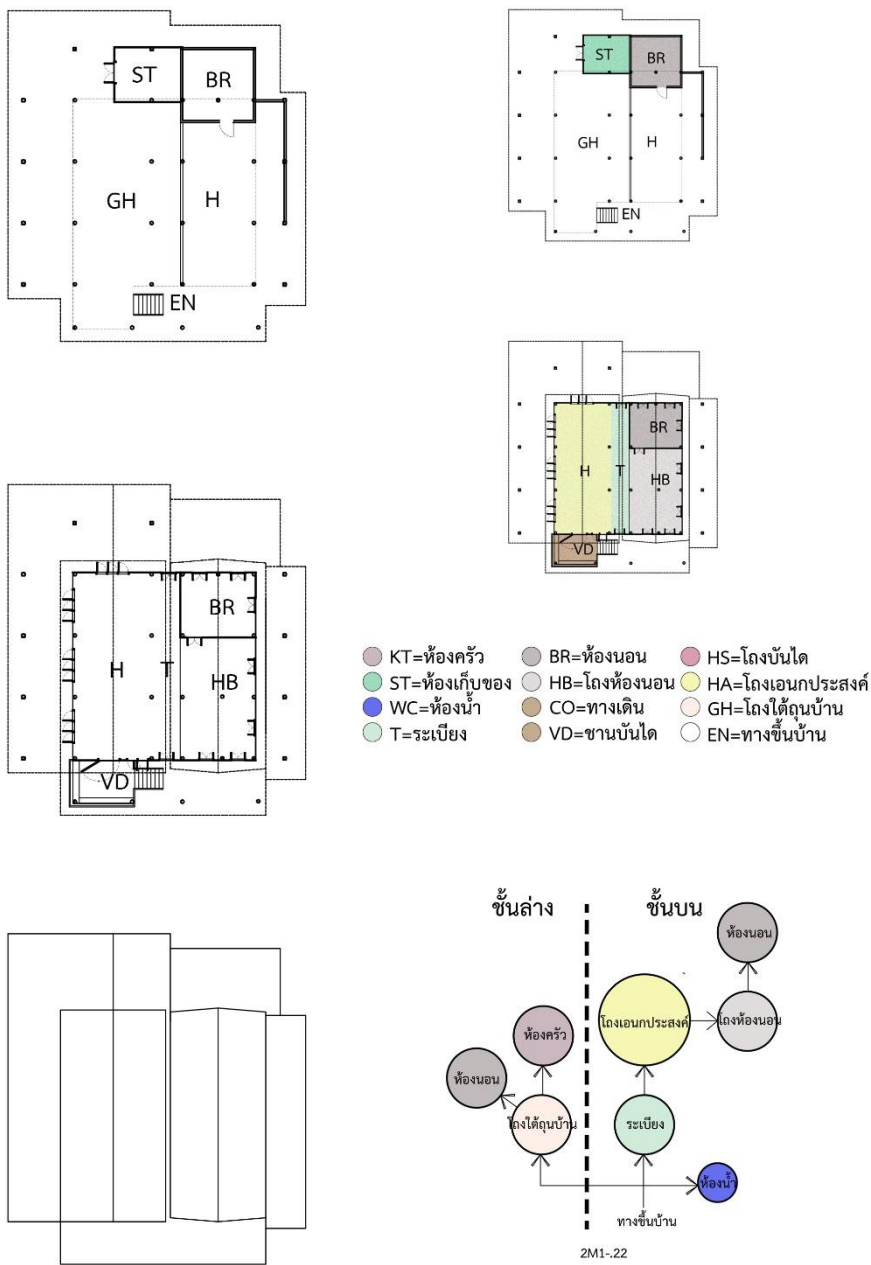 ST
BR
GH
H
EN
ST
BR
GH
H
EN
H
T
BR
HB
VD
BR
H
T
HB
VD
KT=ห้องครัว
BR=ห้องนอน
HS=โถงบันได
ST=ห้องเก็บของ
HB=โถงห้องนอน
HA=โถงเอนกประสงค์
WC=ห้องน้ำ
CO=ทางเดิน
GH=โถงใต้ถุนบ้าน
T=ระเบียง
VD=ชานบันได
EN=ทางขึ้นบ้าน
ชั้นล่าง
ชั้นบน
ห้องนอน
ห้องครัว
โถงเอนกประสงค์
โถงห้องนอน
ห้องนอน
โถงใต้ถุนบ้าน
ระเบียง
ห้องน้ำ
ทางขึ้นบ้าน
2M1-.22